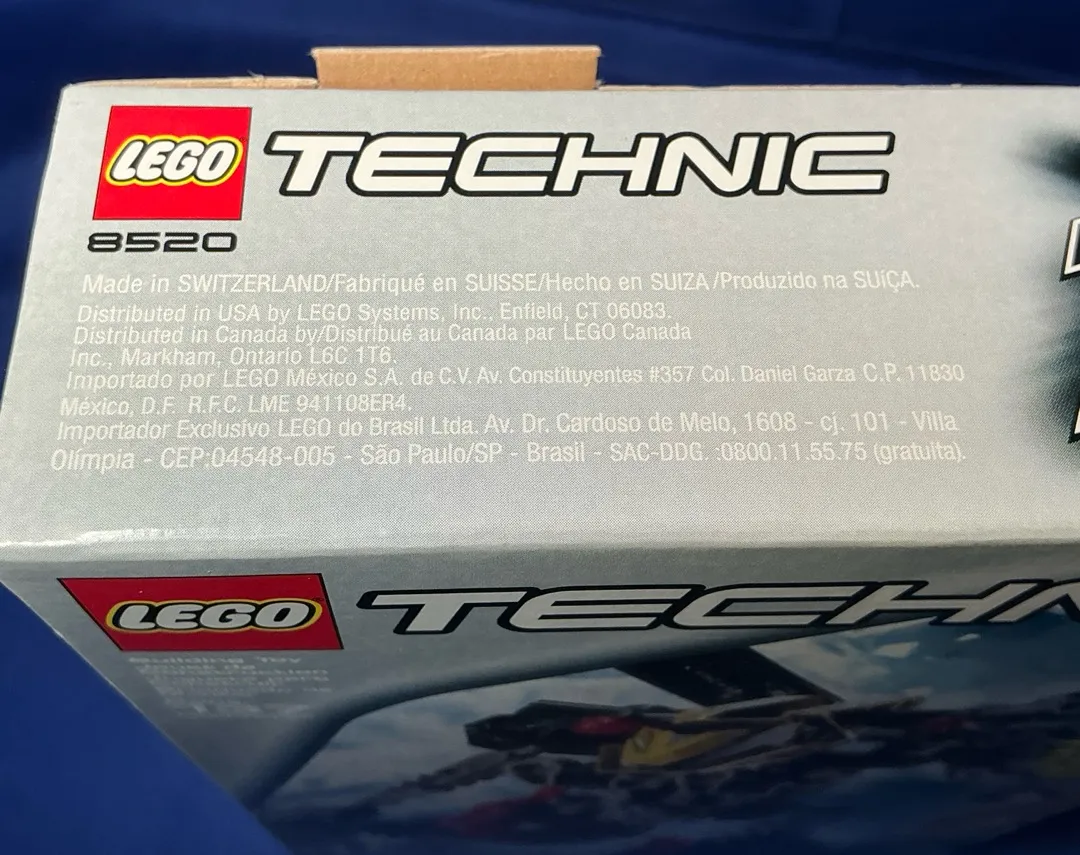 LEGO TECHNIC
8520
Made in SWITZERLAND/Fabriqué en SUISSE/Hecho en SUIZA/Produzido na SUIÇA.
Distributed in USA by LEGO Systems, Inc., Enfield, CT 06083.
Distributed in Canada by/Distribué au Canada par LEGO Canada
Inc., Markham, Ontario L6C 1T6.
Importado por LEGO México S.A. de C.V. Av. Constituyentes #357 Col. Daniel Garza C.P. 11830
México, D.F. R.F.C. LME 941108ER4.
Importador Exclusivo LEGO do Brasil Ltda. Av. Dr. Cardoso de Melo, 1608 - cj. 101 - Villa
Olímpia - CEP:04548-005 - São Paulo/SP - Brasil - SAC-DDG. :0800.11.55.75 (gratuita).
LEGO TECHN
Building Toy